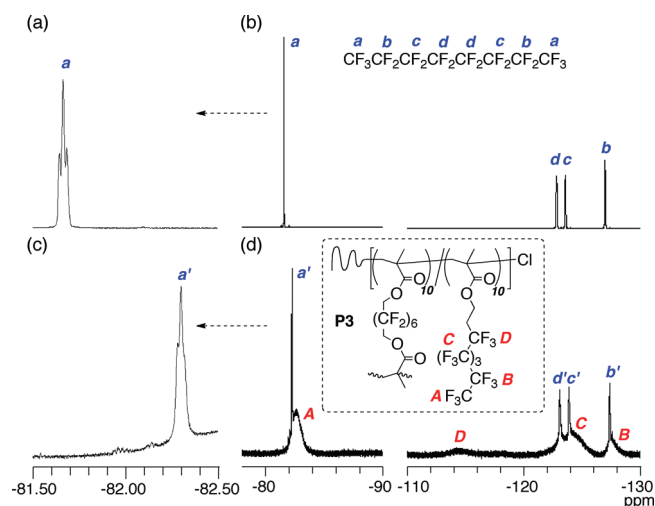 (a)
a
(b)
a
a b c d d c b a
CF3CF2CF2CF2CF2CF2CF2CF3
d c
b
(c)
a'
-81.50 -82.00 -82.50
(d)
a'
A
-80 -90
Cl
O O 10
O O 10
P3
(CF2)6
O O
C
CF3 D
(F3C)3
CF3 B
A F3C
D
d' c'
C
b'
B
-110 -120 -130
ppm